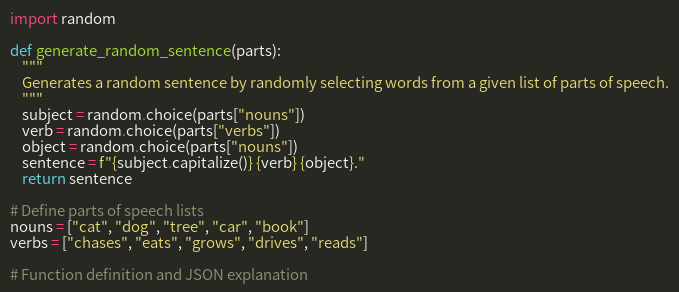 import random
def generate_random_sentence(parts):
"""
Generates a random sentence by randomly selecting words from a given list of parts of speech.
"""
subject = random.choice(parts["nouns"])
verb = random.choice(parts["verbs"])
object = random.choice(parts["nouns"])
sentence = f"{subject.capitalize()} {verb} {object}."
return sentence
# Define parts of speech lists
nouns = ["cat", "dog", "tree", "car", "book"]
verbs = ["chases", "eats", "grows", "drives", "reads"]
# Function definition and JSON explanation